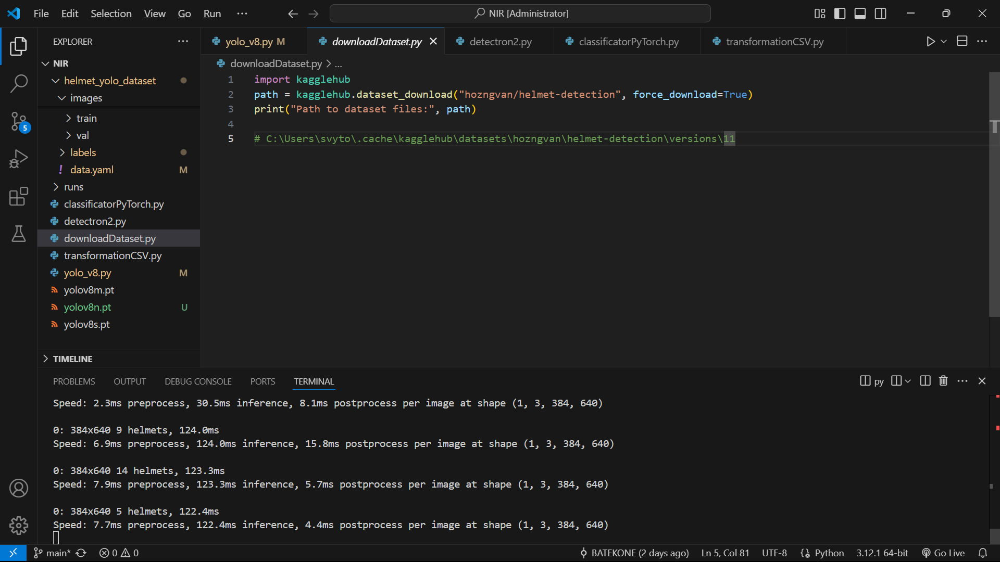 File Edit Selection View Go Run ··· NIR [Administrator]
EXPLORER ···
NIR
helmet_yolo_dataset
images
train
val
labels
data.yaml M
runs
classificatorPyTorch.py
detectron2.py
downloadDataset.py
transformationCSV.py
yolo_v8.py M
yolov8m.pt
yolov8n.pt U
yolov8s.pt
TIMELINE
5
yolo_v8.py M downloadDataset.py detectron2.py classificatorPyTorch.py transformationCSV.py
downloadDataset.py > ...
1 import kagglehub
2 path = kagglehub.dataset_download("hozngvan/helmet-detection", force_download=True)
3 print("Path to dataset files:", path)
4
5 # C:\Users\svyto\.cache\kagglehub\datasets\hozngvan\helmet-detection\versions\11
PROBLEMS OUTPUT DEBUG CONSOLE PORTS TERMINAL py
Speed: 2.3ms preprocess, 30.5ms inference, 8.1ms postprocess per image at shape (1, 3, 384, 640)
0: 384x640 9 helmets, 124.0ms
Speed: 6.9ms preprocess, 124.0ms inference, 15.8ms postprocess per image at shape (1, 3, 384, 640)
0: 384x640 14 helmets, 123.3ms
Speed: 7.9ms preprocess, 123.3ms inference, 5.7ms postprocess per image at shape (1, 3, 384, 640)
0: 384x640 5 helmets, 122.4ms
Speed: 7.7ms preprocess, 122.4ms inference, 4.4ms postprocess per image at shape (1, 3, 384, 640)
main* 0 0 BATEKONE (2 days ago) Ln 5, Col 81 UTF-8 Python 3.12.1 64-bit Go Live